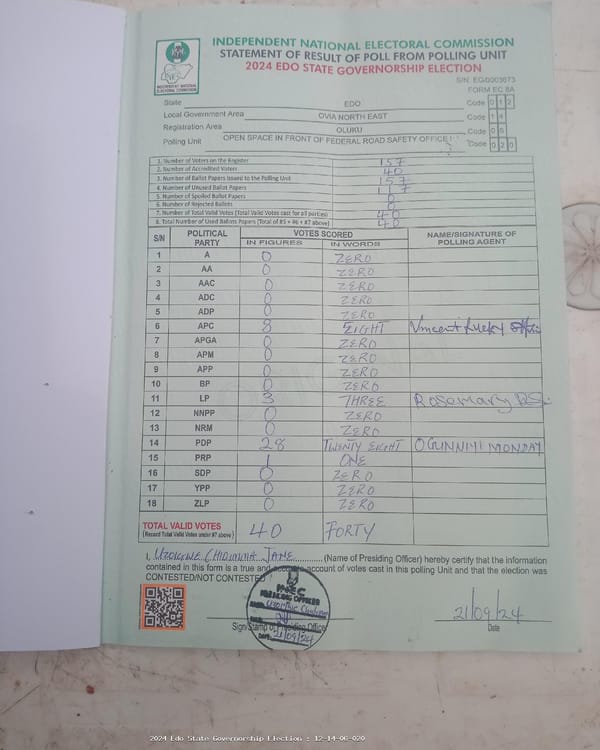 INDEPENDENT NATIONAL ELECTORAL COMMISSION
STATEMENT OF RESULT OF POLL FROM POLLING UNIT
2024 EDO STATE GOVERNORSHIP ELECTION
INEC
INDEPENDENT NATIONAL ELECTORAL COMMISSION
S/N: EG/0003673
FORM EC 8A
State EDO Code 0 1 2
Local Government Area OVIA NORTH EAST Code 1 4
Registration Area OLUKU Code 0 6
Polling Unit OPEN SPACE IN FRONT OF FEDERAL ROAD SAFETY OFFICE Code 0 2 0
1. Number of Voters on the Register 157
2. Number of Accredited Voters 40
3. Number of Ballot Papers Issued to the Polling Unit 157
4. Number of Unused Ballot Papers 117
5. Number of Spoiled Ballot Papers 0
6. Number of Rejected Ballots 0
7. Number of Total Valid Votes (Total Valid Votes cast for all parties) 40
8. Total Number of Used Ballots Papers (Total of #5 + #6 + #7 above) 40
S/N POLITICAL PARTY VOTES SCORED NAME/SIGNATURE OF POLLING AGENT
IN FIGURES IN WORDS
1 A 0 ZERO
2 AA 0 ZERO
3 AAC 0 ZERO
4 ADC 0 ZERO
5 ADP 0 ZERO
6 APC 8 EIGHT Vincent Lucky
7 APGA 0 ZERO
8 APM 0 ZERO
9 APP 0 ZERO
10 BP 0 ZERO
11 LP 3 THREE Rosemary
12 NNPP 0 ZERO
13 NRM 0 ZERO
14 PDP 28 TWENTY EIGHT OGUNNIYI MONDAY
15 PRP 1 ONE
16 SDP 0 ZERO
17 YPP 0 ZERO
18 ZLP 0 ZERO
TOTAL VALID VOTES 40 FORTY
(Record Total Valid Votes under #7 above)
I, CHIDINMA JANE (Name of Presiding Officer) hereby certify that the information
contained in this form is a true and account of votes cast in this polling Unit and that the election was
CONTESTED/NOT CONTESTED
INEC
PRESIDING OFFICER
DATE 21/09/24
Sign/Stamp of Presiding Officer
21/09/24
Date
2024 Edo State Governorship Election : 12-14-06-020